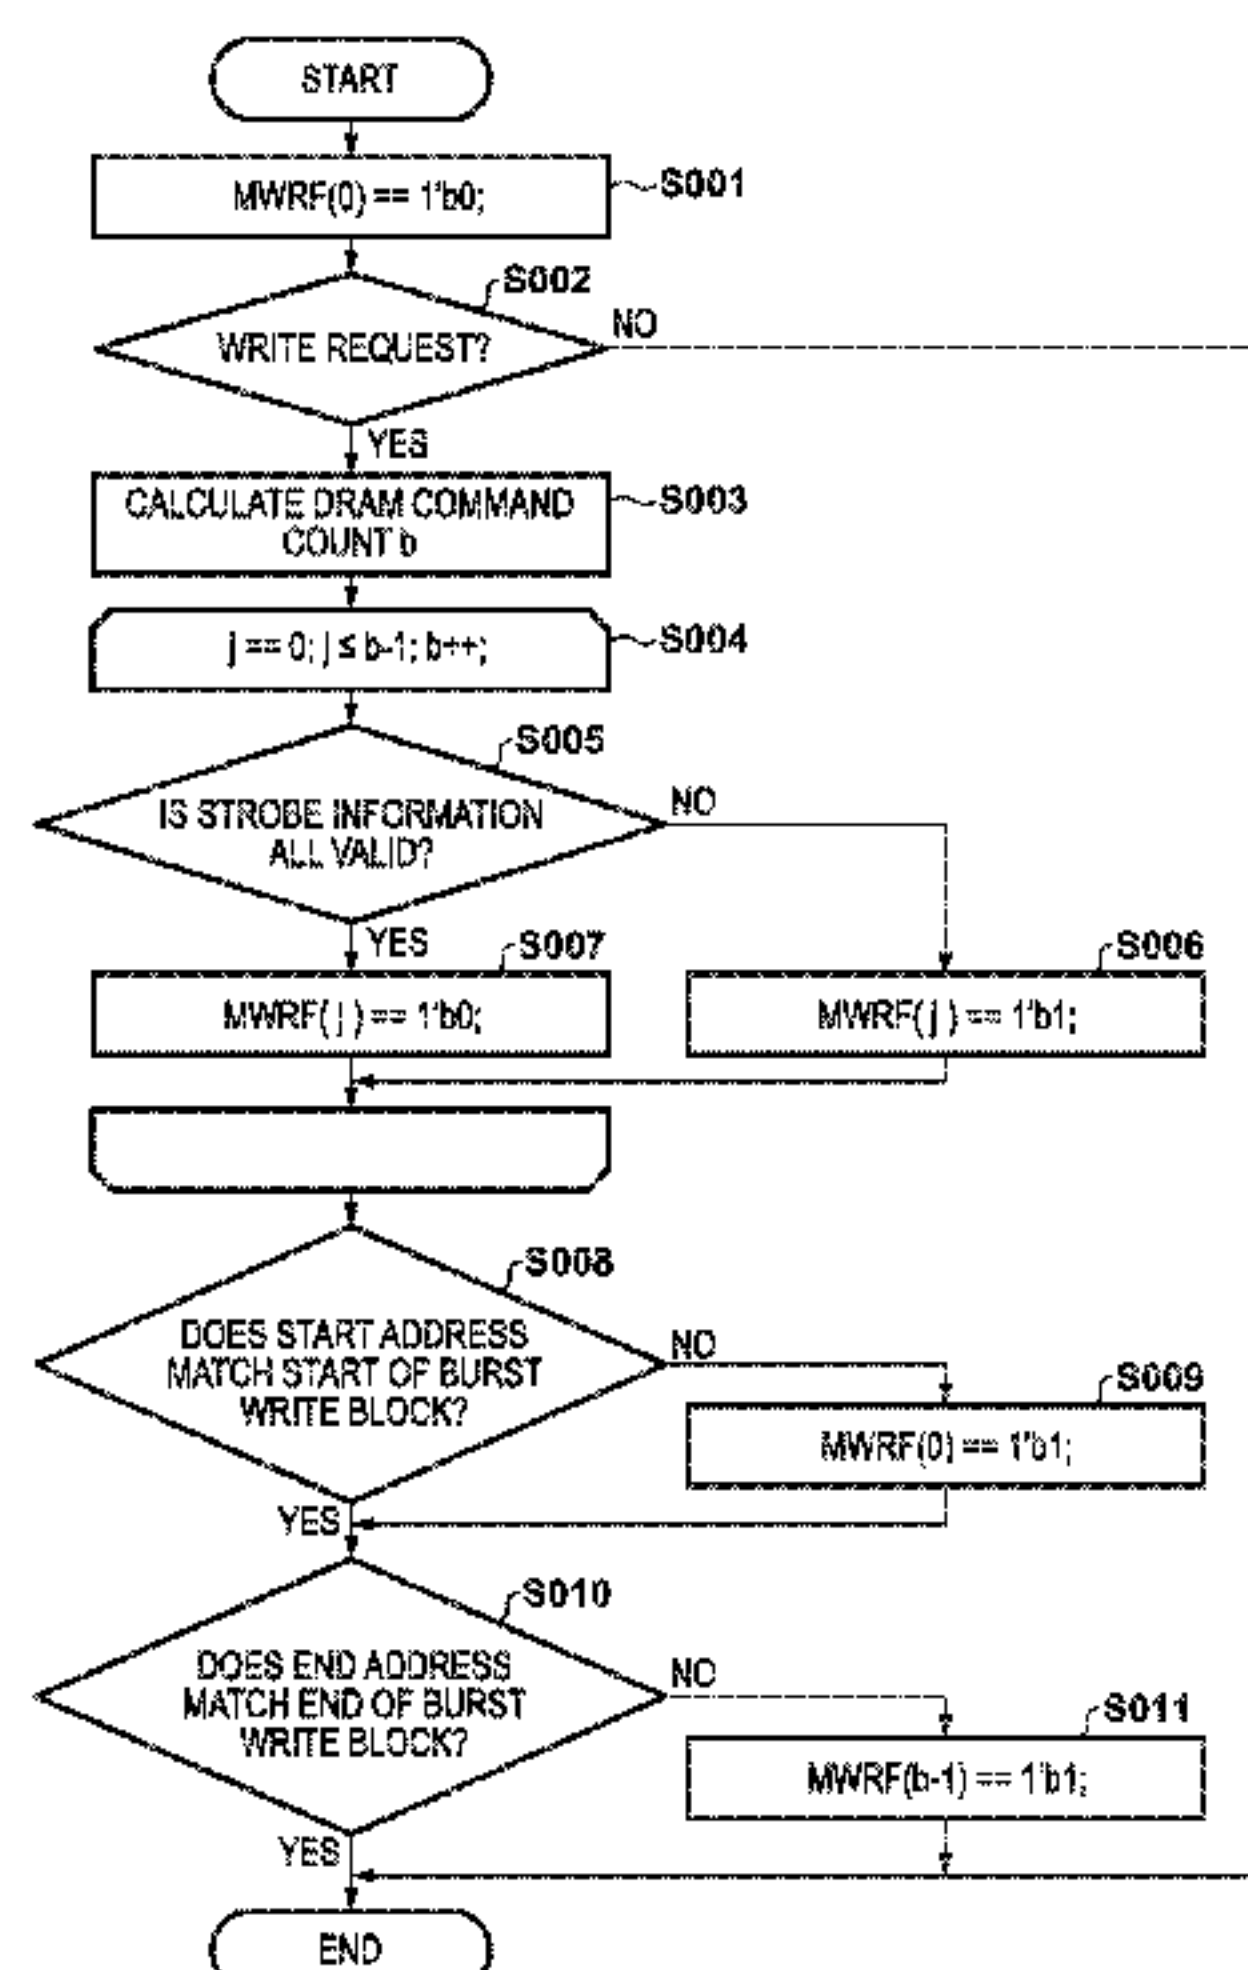 START
MWRF(0) == 1'b0;
S001
S002
WRITE REQUEST?
NO
YES
CALCULATE DRAM COMMAND
COUNT b
S003
j == 0; j ≤ b-1; b++;
S004
S005
IS STROBE INFORMATION
ALL VALID?
NO
YES
S007
MWRF( j ) == 1'b0;
S006
MWRF( j ) == 1'b1;
S008
DOES START ADDRESS
MATCH START OF BURST
WRITE BLOCK?
NO
S009
MWRF(0) == 1'b1;
YES
S010
DOES END ADDRESS
MATCH END OF BURST
WRITE BLOCK?
NO
S011
MWRF(b-1) == 1'b1;
YES
END